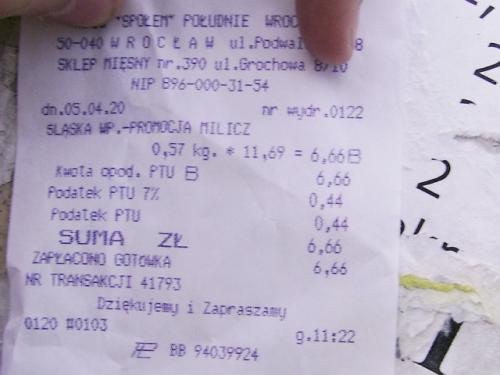 "SPOŁEM" POŁUDNIE WROC
50-040 W R O C Ł A W ul.Podwal 8
SKLEP MIĘSNY nr.390 ul.Grochowa 8/10
NIP 896-000-31-54
dn.05.04.20 nr wydr.0122
SLĄSKA WP.-PROMOCJA MILICZ
0,57 kg. * 11,69 = 6,66B
Kwota opod. PTU B 6,66
Podatek PTU 7% 0,44
Podatek PTU 0,44
SUMA ZŁ 6,66
ZAPŁACONO GOTÓWKA 6,66
NR TRANSAKCJI 41793
Dziękujemy i Zapraszamy
0120 #0103 g.11:22
BB 94039924
2